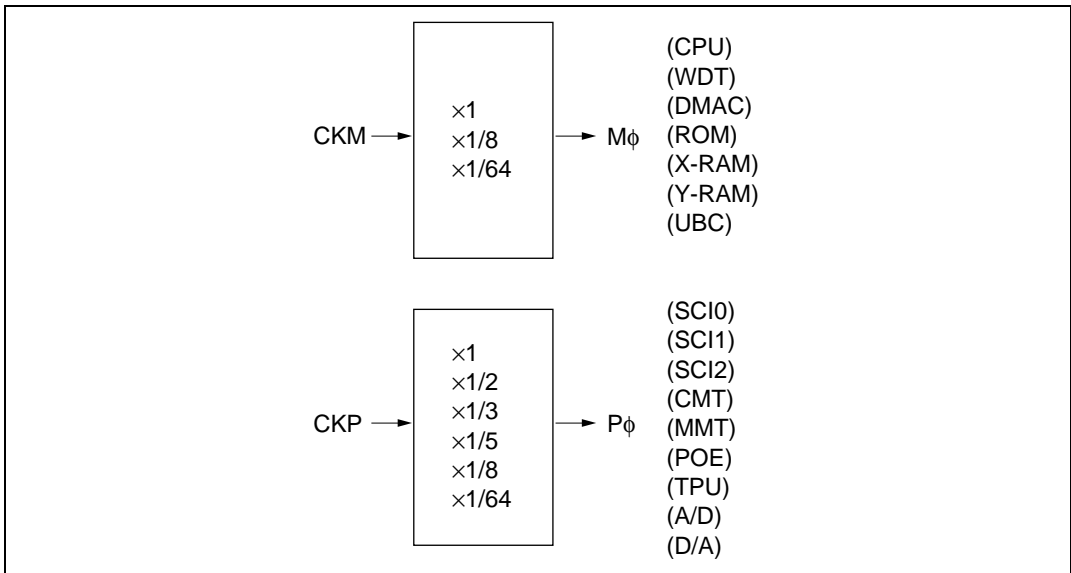 CKM
×1
×1/8
×1/64
Mϕ
(CPU)
(WDT)
(DMAC)
(ROM)
(X-RAM)
(Y-RAM)
(UBC)
CKP
×1
×1/2
×1/3
×1/5
×1/8
×1/64
Pϕ
(SCI0)
(SCI1)
(SCI2)
(CMT)
(MMT)
(POE)
(TPU)
(A/D)
(D/A)